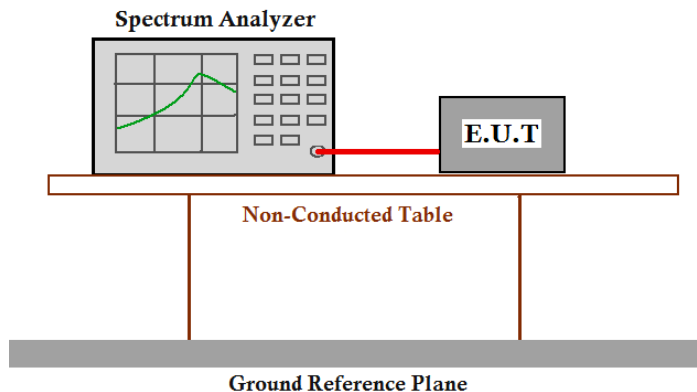 Spectrum Analyzer
E.U.T
Non-Conducted Table
Ground Reference Plane